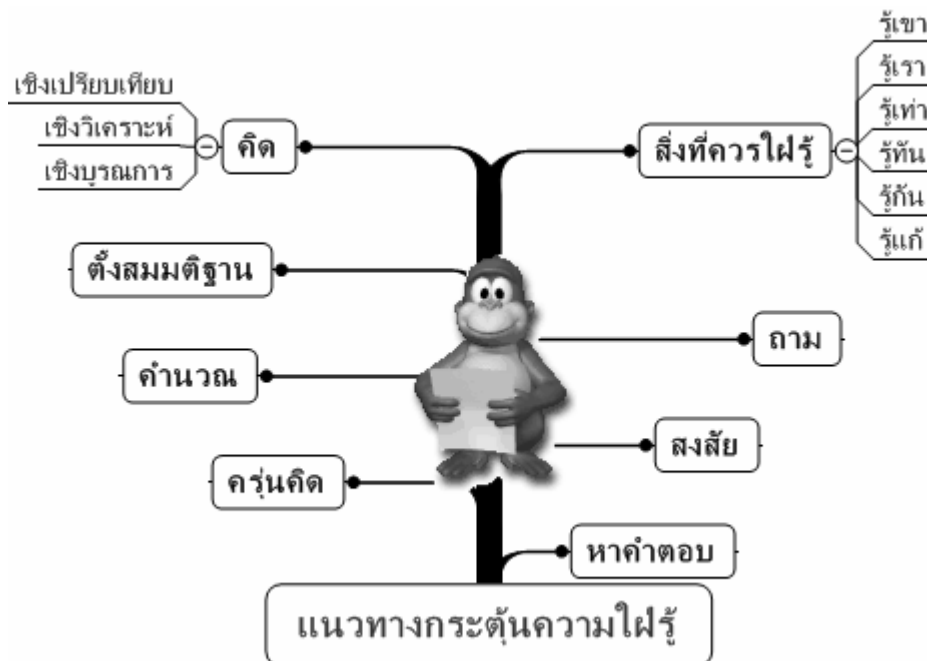 เชิงเปรียบเทียบ
เชิงวิเคราะห์
เชิงบูรณการ
คิด
สิ่งที่ควรใฝ่รู้
รู้เขา
รู้เรา
รู้เท่า
รู้ทัน
รู้กัน
รู้แก้
ตั้งสมมติฐาน
ถาม
คำนวณ
สงสัย
ครุ่นคิด
หาคำตอบ
แนวทางกระตุ้นความใฝ่รู้